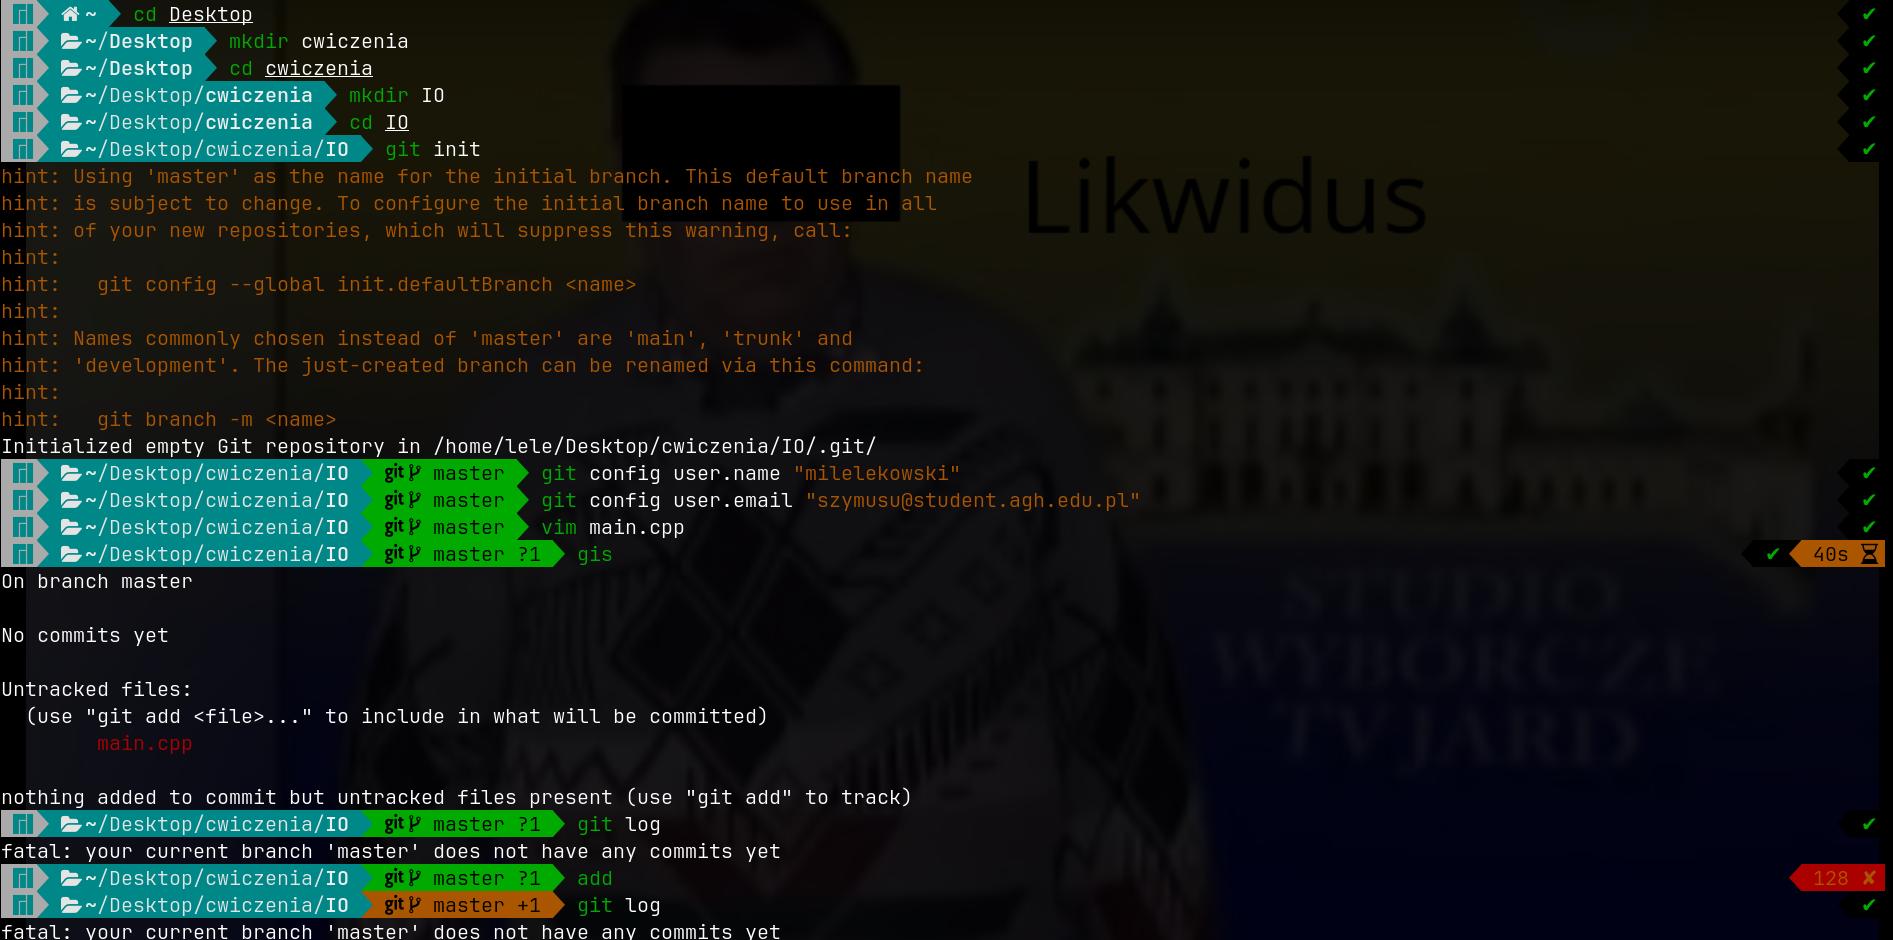 ~ cd Desktop ✔
~/Desktop mkdir cwiczenia ✔
~/Desktop cd cwiczenia ✔
~/Desktop/cwiczenia mkdir IO ✔
~/Desktop/cwiczenia cd IO ✔
~/Desktop/cwiczenia/IO git init ✔
hint: Using 'master' as the name for the initial branch. This default branch name
hint: is subject to change. To configure the initial branch name to use in all
hint: of your new repositories, which will suppress this warning, call:
hint:
hint:   git config --global init.defaultBranch <name>
hint:
hint: Names commonly chosen instead of 'master' are 'main', 'trunk' and
hint: 'development'. The just-created branch can be renamed via this command:
hint:
hint:   git branch -m <name>
Initialized empty Git repository in /home/lele/Desktop/cwiczenia/IO/.git/
~/Desktop/cwiczenia/IO git master git config user.name "milelekowski" ✔
~/Desktop/cwiczenia/IO git master git config user.email "szymusu@student.agh.edu.pl" ✔
~/Desktop/cwiczenia/IO git master vim main.cpp ✔
~/Desktop/cwiczenia/IO git master ?1 gis ✔ 40s
On branch master
No commits yet
Untracked files:
  (use "git add <file>..." to include in what will be committed)
        main.cpp
nothing added to commit but untracked files present (use "git add" to track)
~/Desktop/cwiczenia/IO git master ?1 git log ✔
fatal: your current branch 'master' does not have any commits yet
~/Desktop/cwiczenia/IO git master ?1 add 128 ✘
~/Desktop/cwiczenia/IO git master +1 git log ✔
fatal: your current branch 'master' does not have any commits yet
Likwidus
STUDIO
WYBORCZE
TV JARD